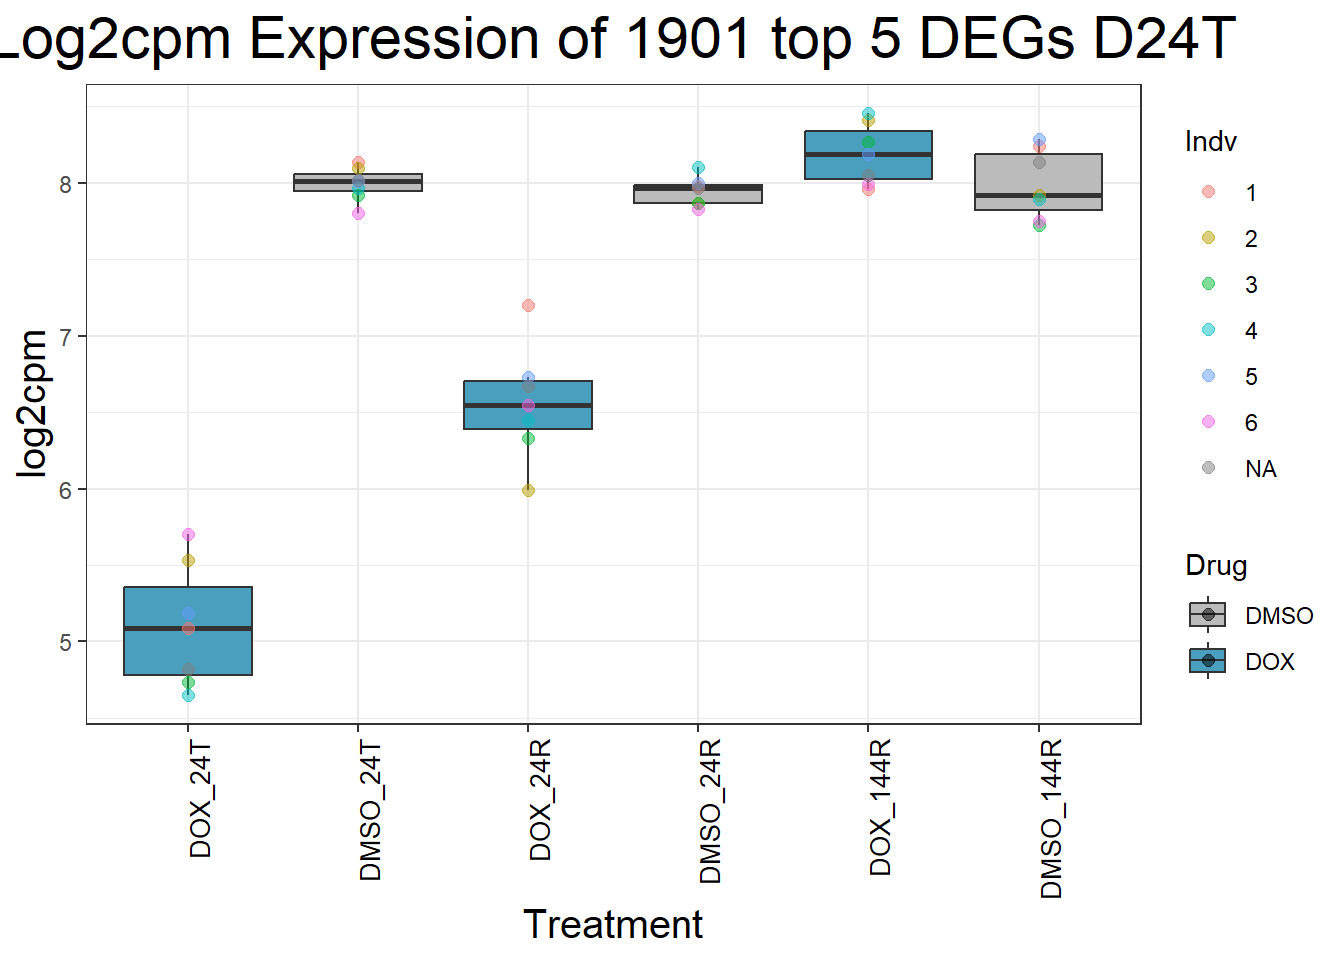 Log2cpm Expression of 1901 top 5 DEGs D24T
log2cpm
8
7
6
5
DOX_24T
DMSO_24T
DOX_24R
DMSO_24R
DOX_144R
DMSO_144R
Treatment
Indv
1
2
3
4
5
6
NA
Drug
DMSO
DOX